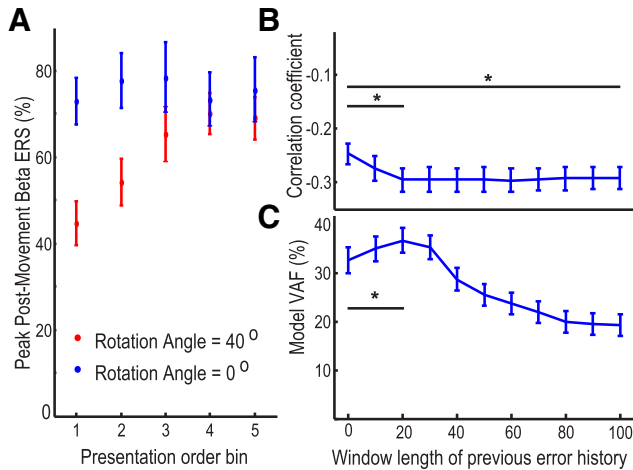 A
Peak Post-Movement Beta ERS (%)
80
60
40
20
0
Rotation Angle = 40 o
Rotation Angle = 0 o
1 2 3 4 5
Presentation order bin
B
Correlation coefficient
-0.1
-0.2
-0.3
*
*
C
Model VAF (%)
40
30
20
10
*
0 20 40 60 80 100
Window length of previous error history